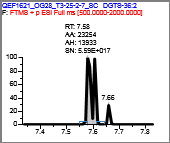 QEF1621_OG28_T3-25-2-7_SC DGTS-36:2
F: FTMS + p ESI Full ms [500.0000-2000.0000]
RT: 7.58
AA: 23254
AH: 13933
SN: 5.59E+017
100
80
60
40
20
0
7.66
7.4 7.5 7.6 7.7 7.8